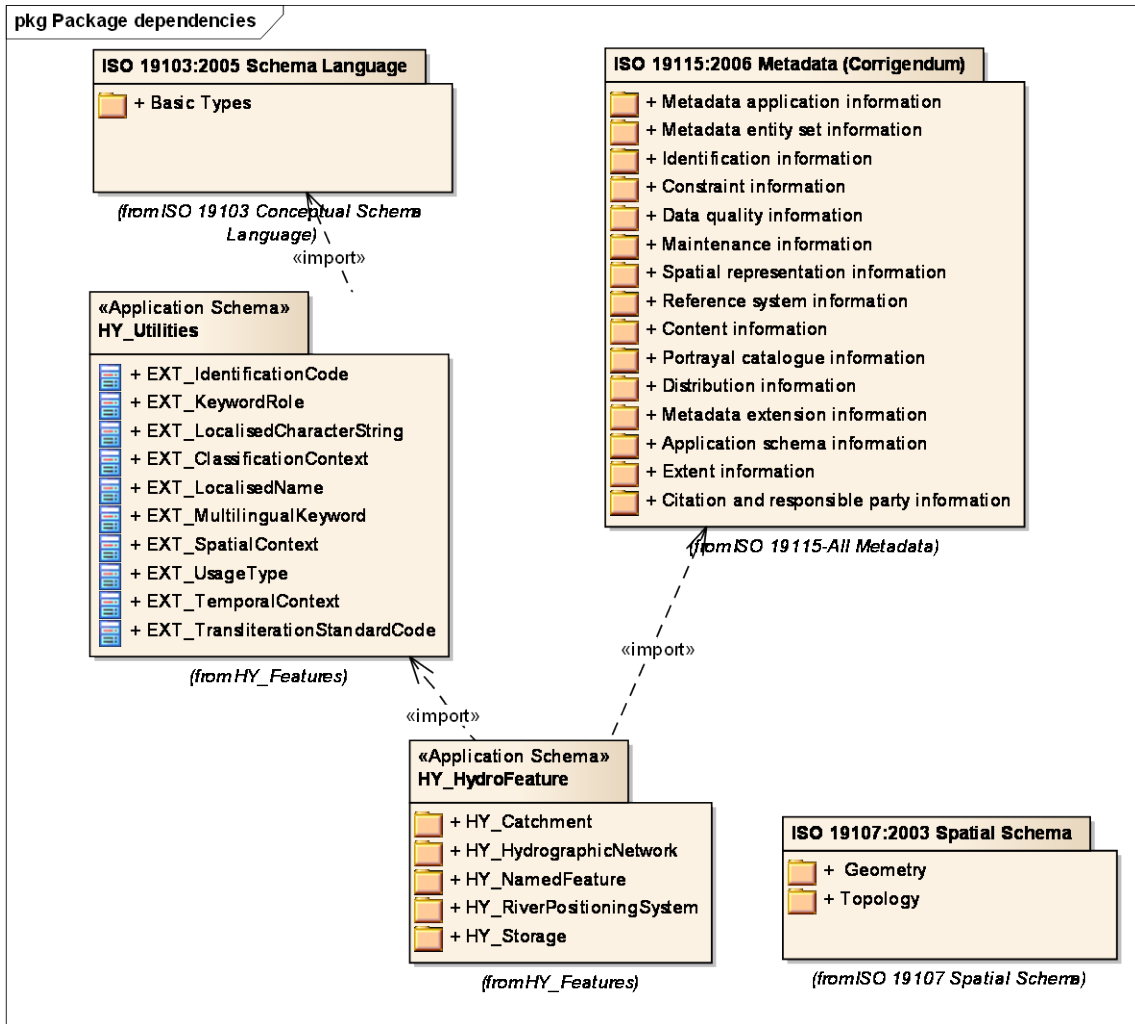 pkg Package dependencies
ISO 19103:2005 Schema Language
+ Basic Types
(from ISO 19103 Conceptual Schema
Language)
«import»
«Application Schema»
HY_Utilities
+ EXT_IdentificationCode
+ EXT_KeywordRole
+ EXT_LocalisedCharacterString
+ EXT_ClassificationContext
+ EXT_LocalisedName
+ EXT_MultilingualKeyword
+ EXT_SpatialContext
+ EXT_UsageType
+ EXT_TemporalContext
+ EXT_TransliterationStandardCode
(from HY_Features)
ISO 19115:2006 Metadata (Corrigendum)
+ Metadata application information
+ Metadata entity set information
+ Identification information
+ Constraint information
+ Data quality information
+ Maintenance information
+ Spatial representation information
+ Reference system information
+ Content information
+ Portrayal catalogue information
+ Distribution information
+ Metadata extension information
+ Application schema information
+ Extent information
+ Citation and responsible party information
(from ISO 19115-All Metadata)
«import»
«import»
«Application Schema»
HY_HydroFeature
+ HY_Catchment
+ HY_HydrographicNetwork
+ HY_NamedFeature
+ HY_RiverPositioningSystem
+ HY_Storage
(from HY_Features)
ISO 19107:2003 Spatial Schema
+ Geometry
+ Topology
(from ISO 19107 Spatial Schema)